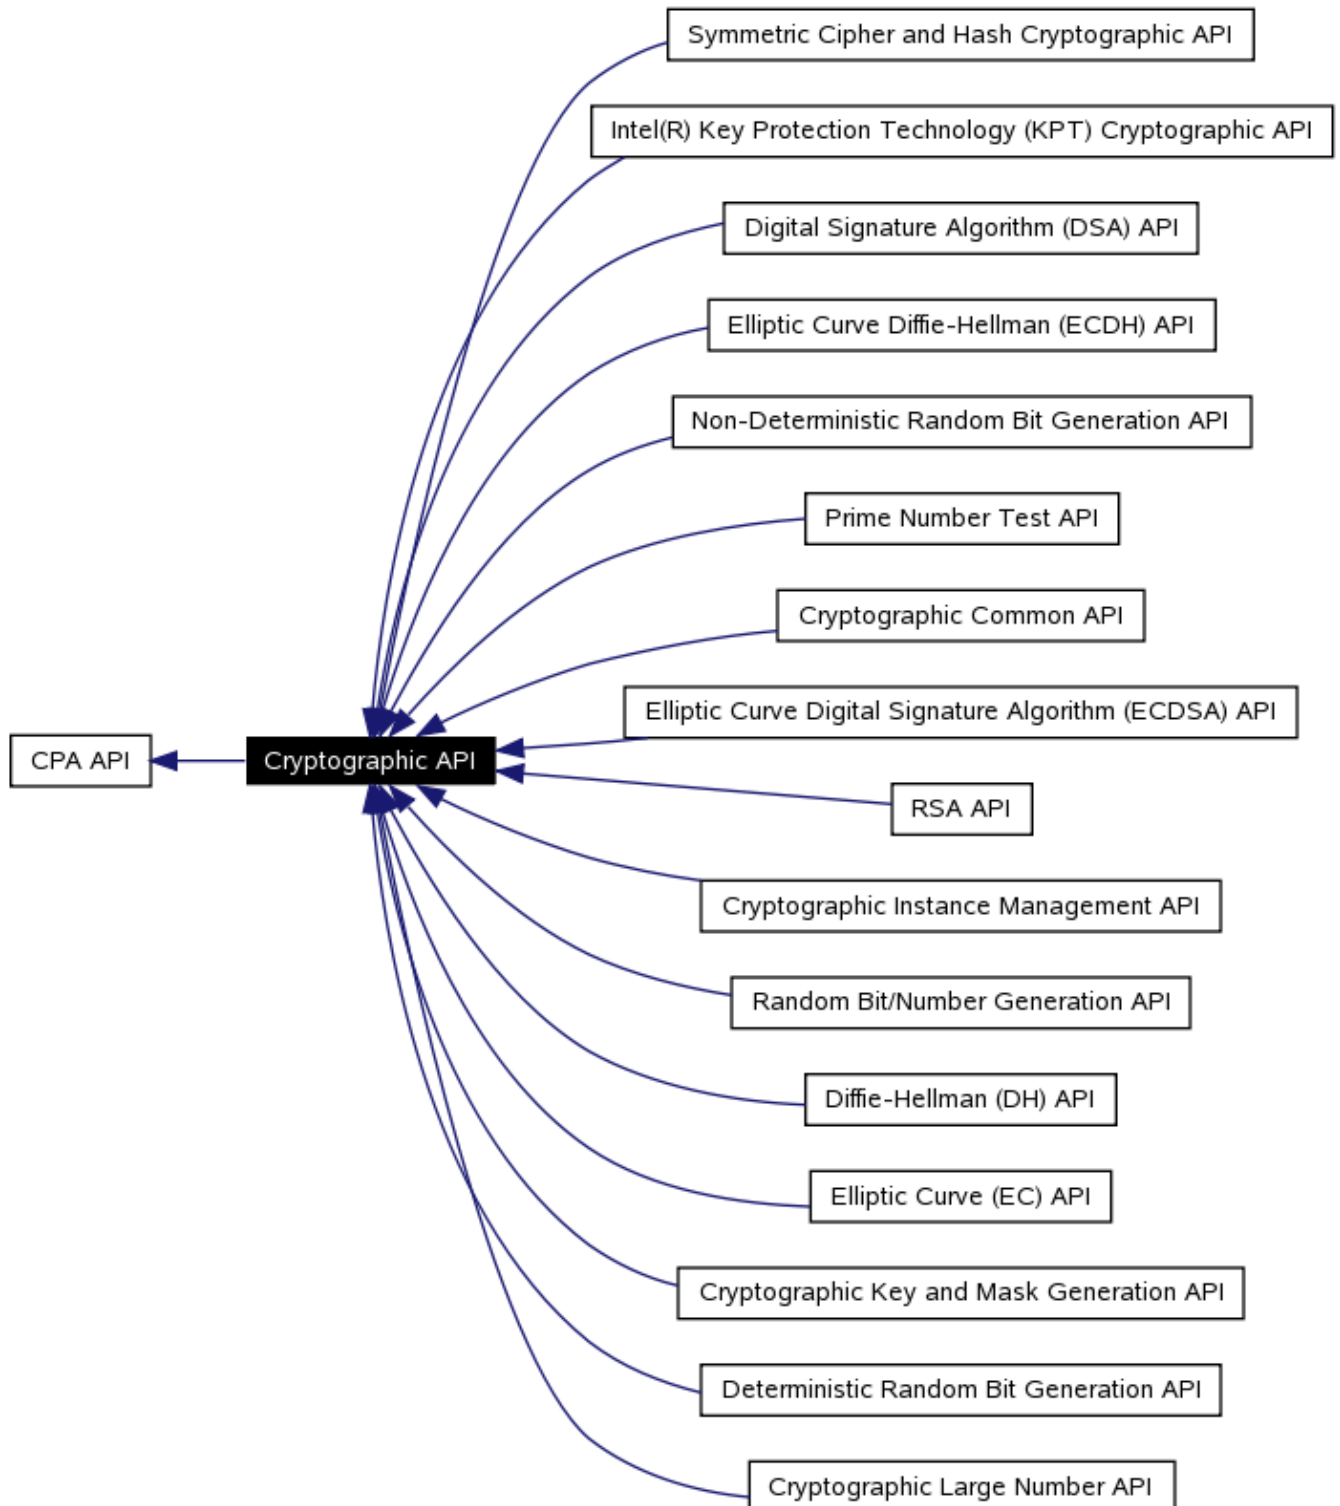 Symmetric Cipher and Hash Cryptographic API
Intel(R) Key Protection Technology (KPT) Cryptographic API
Digital Signature Algorithm (DSA) API
Elliptic Curve Diffie-Hellman (ECDH) API
Non-Deterministic Random Bit Generation API
Prime Number Test API
Cryptographic Common API
Elliptic Curve Digital Signature Algorithm (ECDSA) API
CPA API
Cryptographic API
RSA API
Cryptographic Instance Management API
Random Bit/Number Generation API
Diffie-Hellman (DH) API
Elliptic Curve (EC) API
Cryptographic Key and Mask Generation API
Deterministic Random Bit Generation API
Cryptographic Large Number API